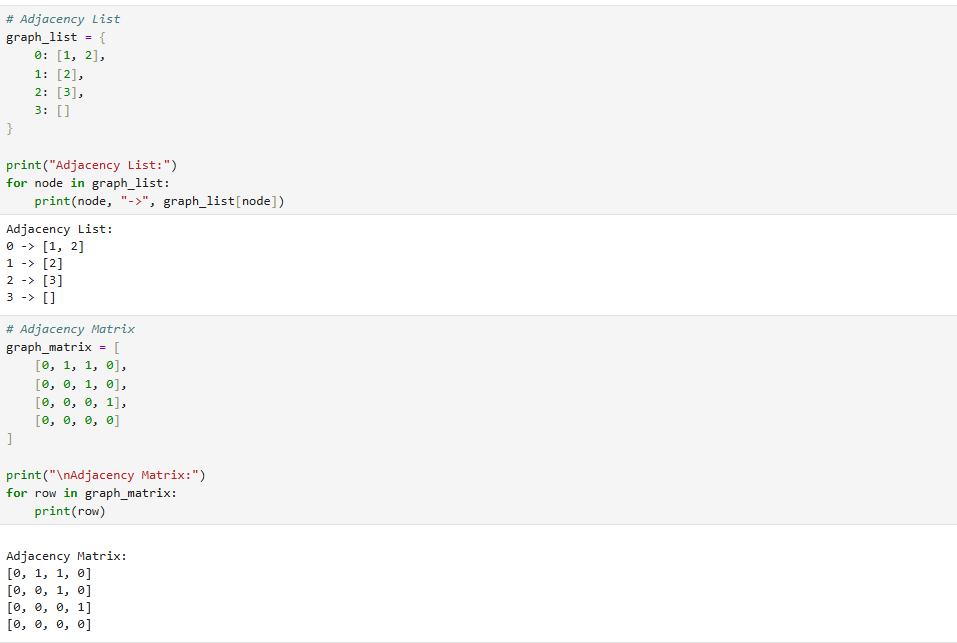 # Adjacency List
graph_list = {
    0: [1, 2],
    1: [2],
    2: [3],
    3: []
}
print("Adjacency List:")
for node in graph_list:
    print(node, "->", graph_list[node])
Adjacency List:
0 -> [1, 2]
1 -> [2]
2 -> [3]
3 -> []
# Adjacency Matrix
graph_matrix = [
    [0, 1, 1, 0],
    [0, 0, 1, 0],
    [0, 0, 0, 1],
    [0, 0, 0, 0]
]
print("\nAdjacency Matrix:")
for row in graph_matrix:
    print(row)
Adjacency Matrix:
[0, 1, 1, 0]
[0, 0, 1, 0]
[0, 0, 0, 1]
[0, 0, 0, 0]